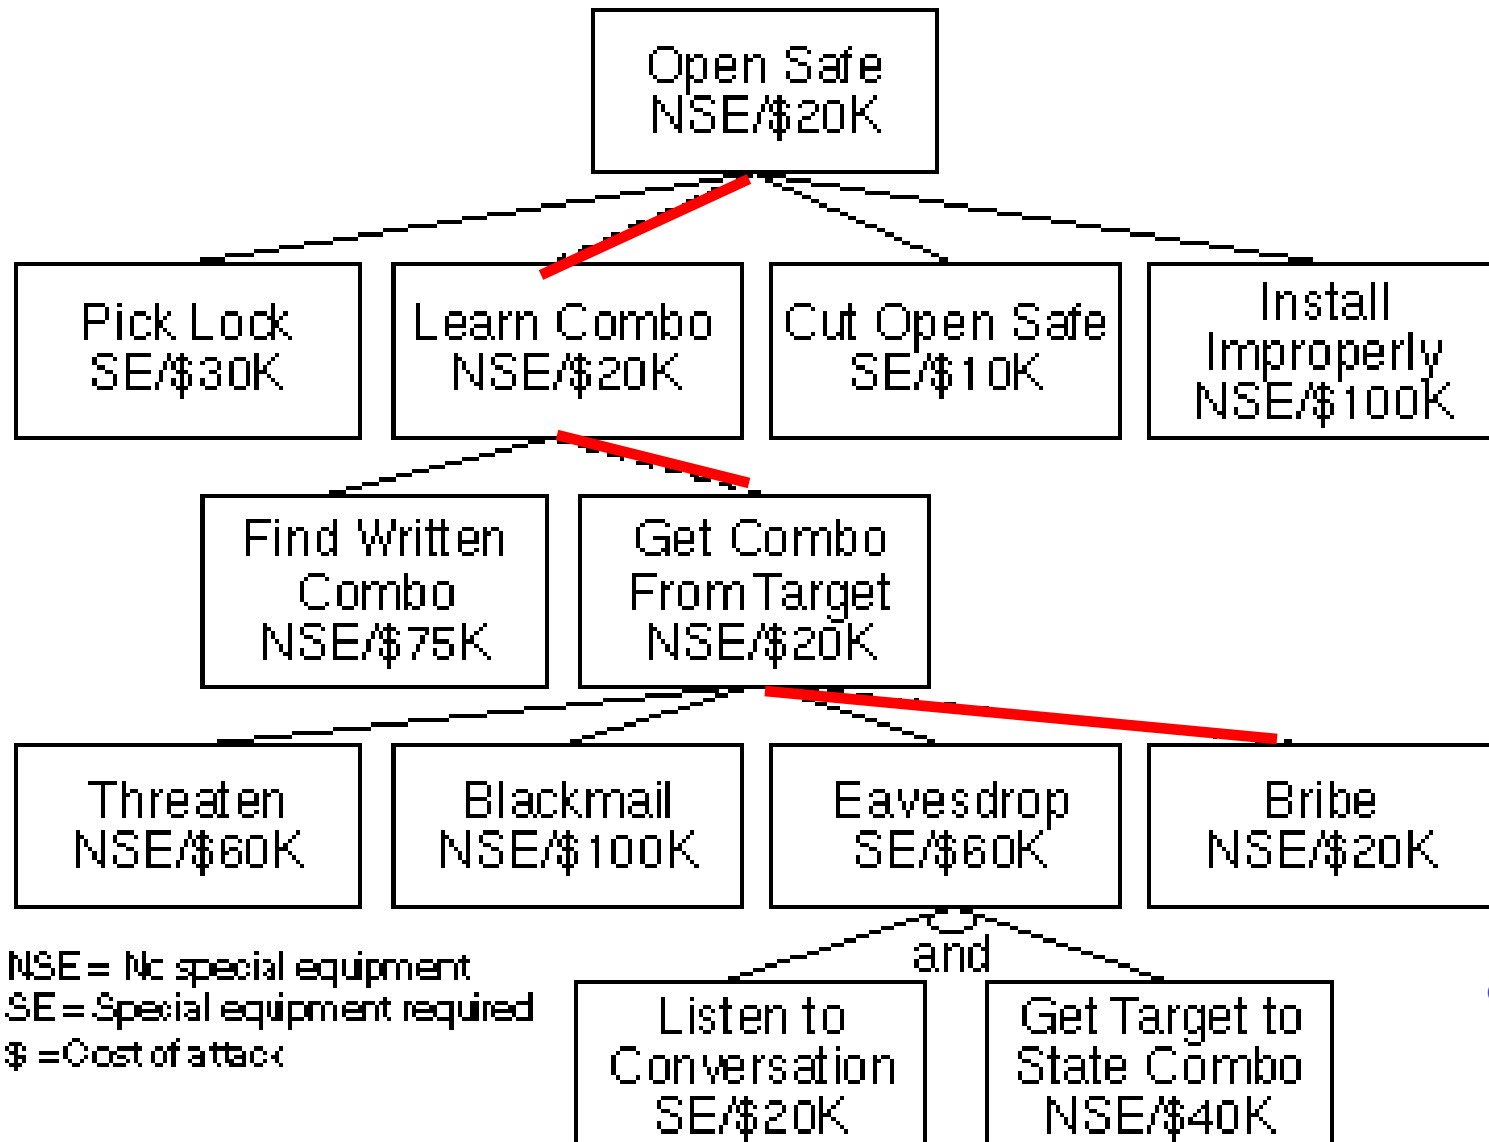 Open Safe
NSE/$20K
Pick Lock
SE/$30K
Learn Combo
NSE/$20K
Cut Open Safe
SE/$10K
Install
Improperly
NSE/$100K
Find Written
Combo
NSE/$75K
Get Combo
From Target
NSE/$20K
Threaten
NSE/$60K
Blackmail
NSE/$100K
Eavesdrop
SE/$60K
Bribe
NSE/$20K
and
NSE = No special equipment
SE = Special equipment required
$ = Cost of attack
Listen to
Conversation
SE/$20K
Get Target to
State Combo
NSE/$40K